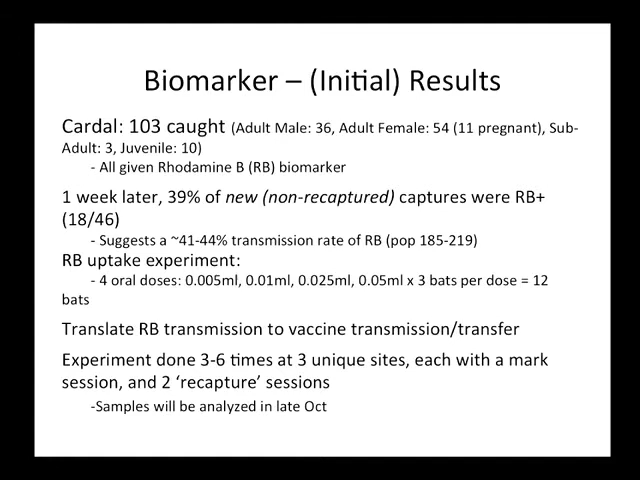 Biomarker – (Initial) Results
Cardal: 103 caught (Adult Male: 36, Adult Female: 54 (11 pregnant), Sub-
Adult: 3, Juvenile: 10)
- All given Rhodamine B (RB) biomarker
1 week later, 39% of new (non-recaptured) captures were RB+
(18/46)
- Suggests a ~41-44% transmission rate of RB (pop 185-219)
RB uptake experiment:
- 4 oral doses: 0.005ml, 0.01ml, 0.025ml, 0.05ml x 3 bats per dose = 12
bats
Translate RB transmission to vaccine transmission/transfer
Experiment done 3-6 times at 3 unique sites, each with a mark
session, and 2 ‘recapture’ sessions
-Samples will be analyzed in late Oct